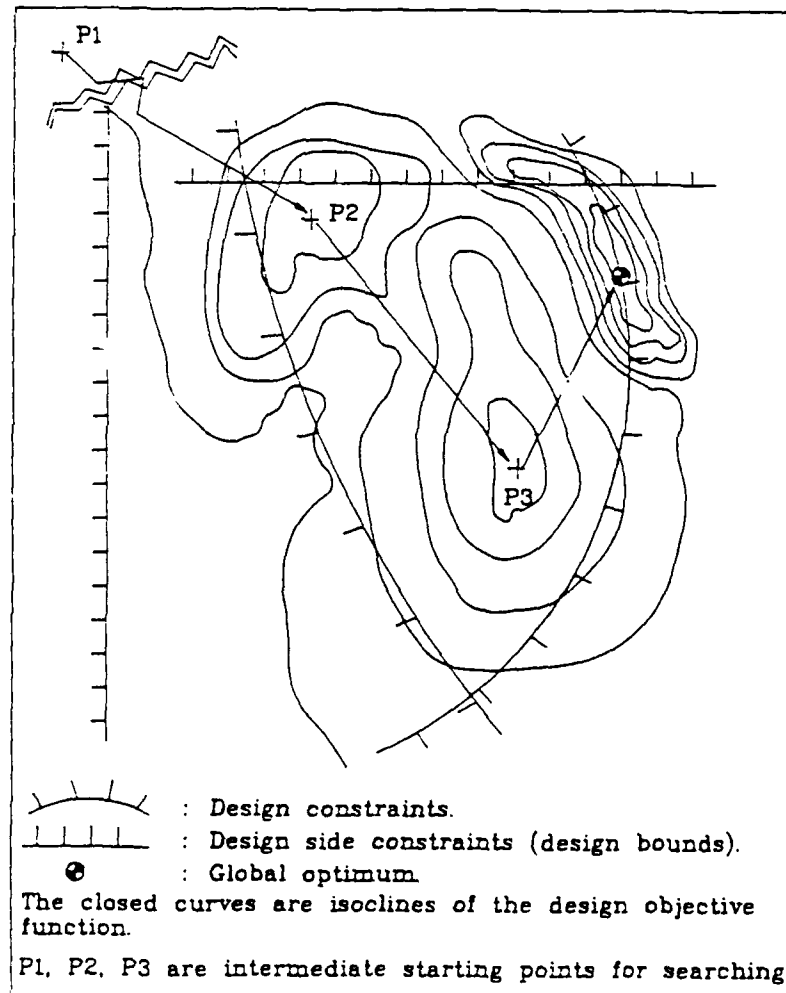 P1
P2
P3
: Design constraints.
: Design side constraints (design bounds).
: Global optimum
The closed curves are isoclines of the design objective
function.
P1, P2, P3 are intermediate starting points for searching